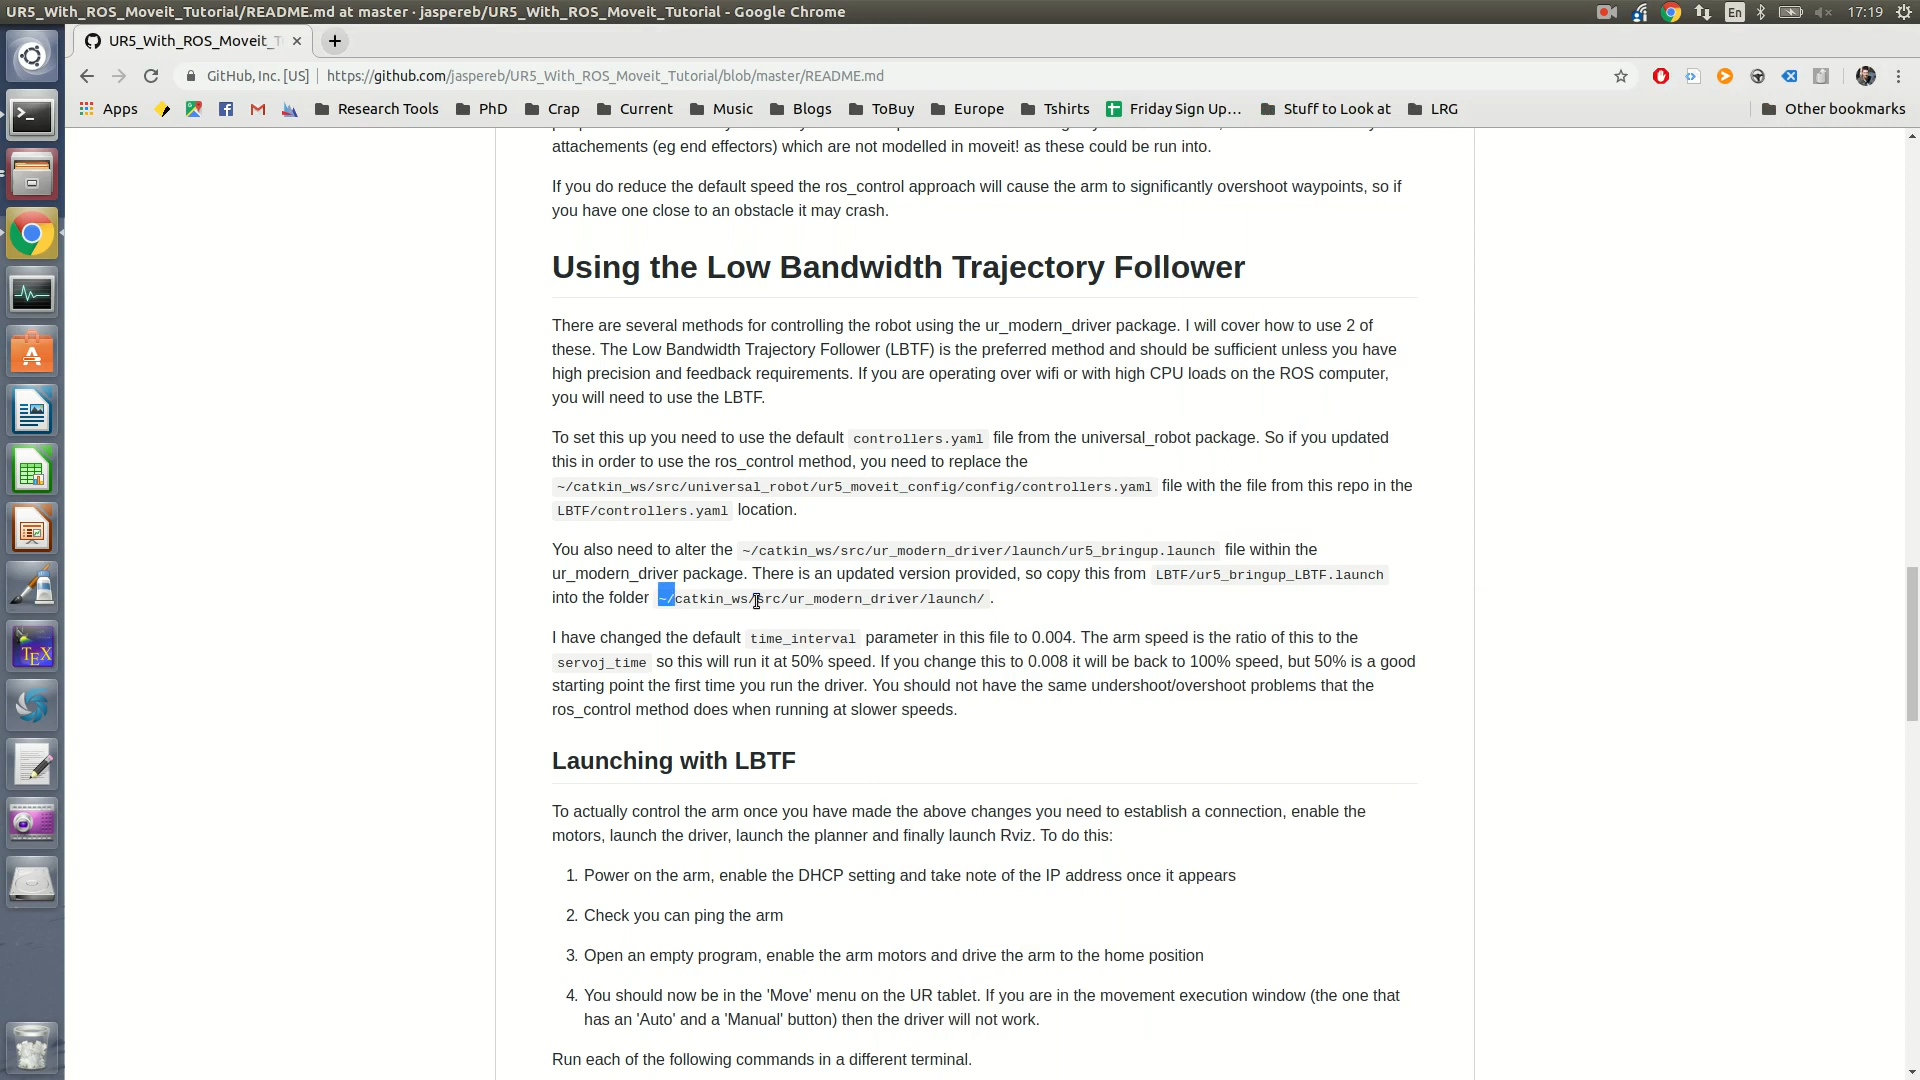 UR5_With_ROS_Moveit_Tutorial/README.md at master · jaspereb/UR5_With_ROS_Moveit_Tutorial - Google Chrome
En
17:19
UR5_With_ROS_Moveit_T
GitHub, Inc. [US]
https://github.com/jaspereb/UR5_With_ROS_Moveit_Tutorial/blob/master/README.md
Apps
Research Tools
PhD
Crap
Current
Music
Blogs
ToBuy
Europe
Tshirts
Friday Sign Up...
Stuff to Look at
LRG
Other bookmarks
attachements (eg end effectors) which are not modelled in moveit! as these could be run into.
If you do reduce the default speed the ros_control approach will cause the arm to significantly overshoot waypoints, so if
you have one close to an obstacle it may crash.
Using the Low Bandwidth Trajectory Follower
There are several methods for controlling the robot using the ur_modern_driver package. I will cover how to use 2 of
these. The Low Bandwidth Trajectory Follower (LBTF) is the preferred method and should be sufficient unless you have
high precision and feedback requirements. If you are operating over wifi or with high CPU loads on the ROS computer,
you will need to use the LBTF.
To set this up you need to use the default controllers.yaml file from the universal_robot package. So if you updated
this in order to use the ros_control method, you need to replace the
~/catkin_ws/src/universal_robot/ur5_moveit_config/config/controllers.yaml file with the file from this repo in the
LBTF/controllers.yaml location.
You also need to alter the ~/catkin_ws/src/ur_modern_driver/launch/ur5_bringup.launch file within the
ur_modern_driver package. There is an updated version provided, so copy this from LBTF/ur5_bringup_LBTF.launch
into the folder ~/catkin_ws/src/ur_modern_driver/launch/ .
I have changed the default time_interval parameter in this file to 0.004. The arm speed is the ratio of this to the
servoj_time so this will run it at 50% speed. If you change this to 0.008 it will be back to 100% speed, but 50% is a good
starting point the first time you run the driver. You should not have the same undershoot/overshoot problems that the
ros_control method does when running at slower speeds.
Launching with LBTF
To actually control the arm once you have made the above changes you need to establish a connection, enable the
motors, launch the driver, launch the planner and finally launch Rviz. To do this:
1. Power on the arm, enable the DHCP setting and take note of the IP address once it appears
2. Check you can ping the arm
3. Open an empty program, enable the arm motors and drive the arm to the home position
4. You should now be in the 'Move' menu on the UR tablet. If you are in the movement execution window (the one that
has an 'Auto' and a 'Manual' button) then the driver will not work.
Run each of the following commands in a different terminal.